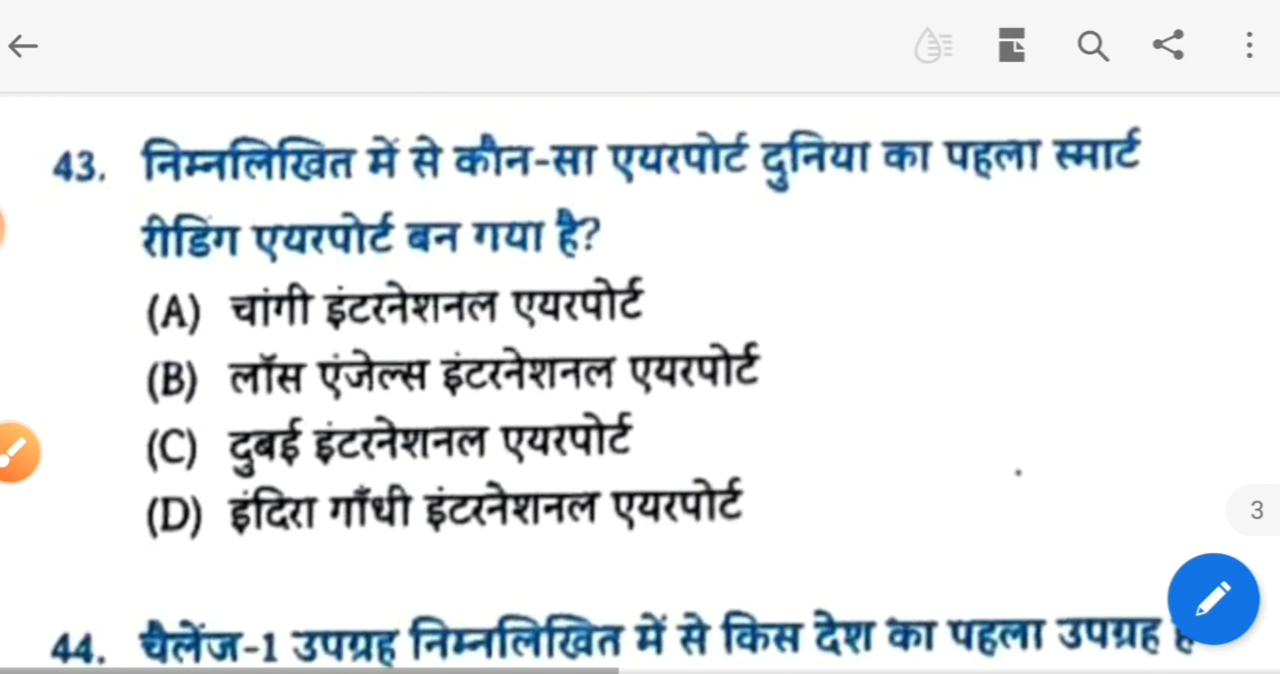 43. निम्नलिखित में से कौन-सा एयरपोर्ट दुनिया का पहला स्मार्ट
रीडिंग एयरपोर्ट बन गया है?
(A) चांगी इंटरनेशनल एयरपोर्ट
(B) लॉस एंजेल्स इंटरनेशनल एयरपोर्ट
(C) दुबई इंटरनेशनल एयरपोर्ट
(D) इंदिरा गाँधी इंटरनेशनल एयरपोर्ट
3
44. चैलेंज-1 उपग्रह निम्नलिखित में से किस देश का पहला उपग्रह